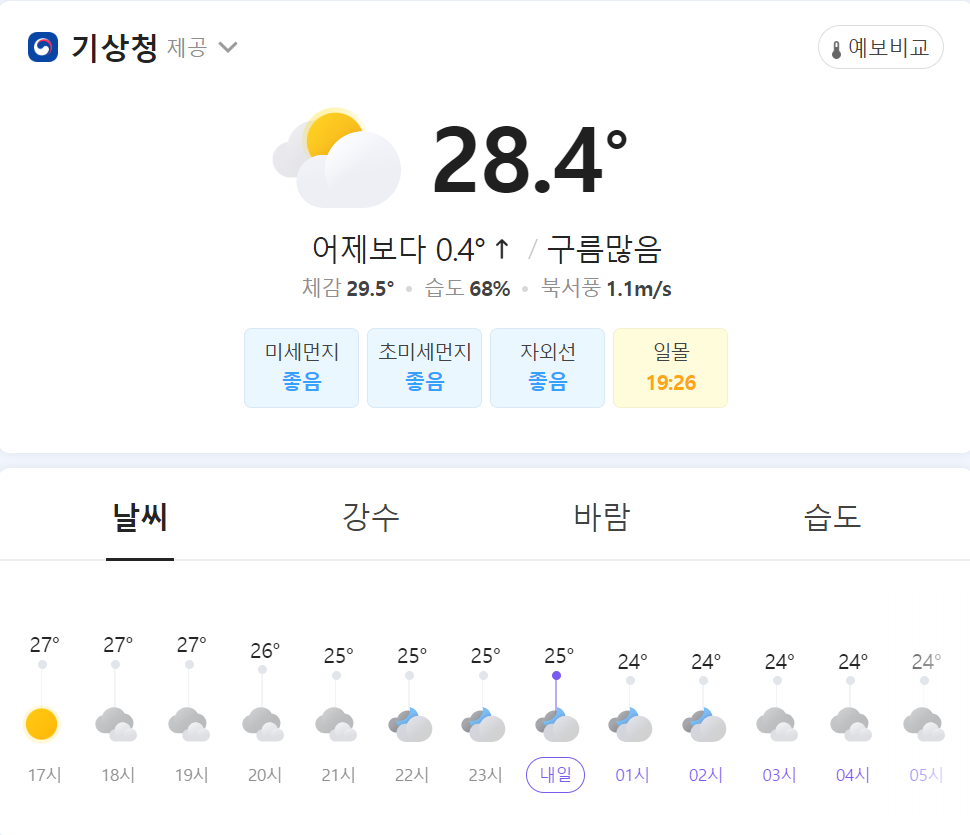 기상청 제공
예보비교
28.4°
어제보다 0.4° ↑ / 구름많음
체감 29.5° • 습도 68% • 북서풍 1.1m/s
미세먼지 초미세먼지 자외선 일몰
좋음 좋음 좋음 19:26
날씨 강수 바람 습도
27° 27° 27° 26° 25° 25° 25° 25° 24° 24° 24° 24° 24°
17시 18시 19시 20시 21시 22시 23시 내일 01시 02시 03시 04시 05시